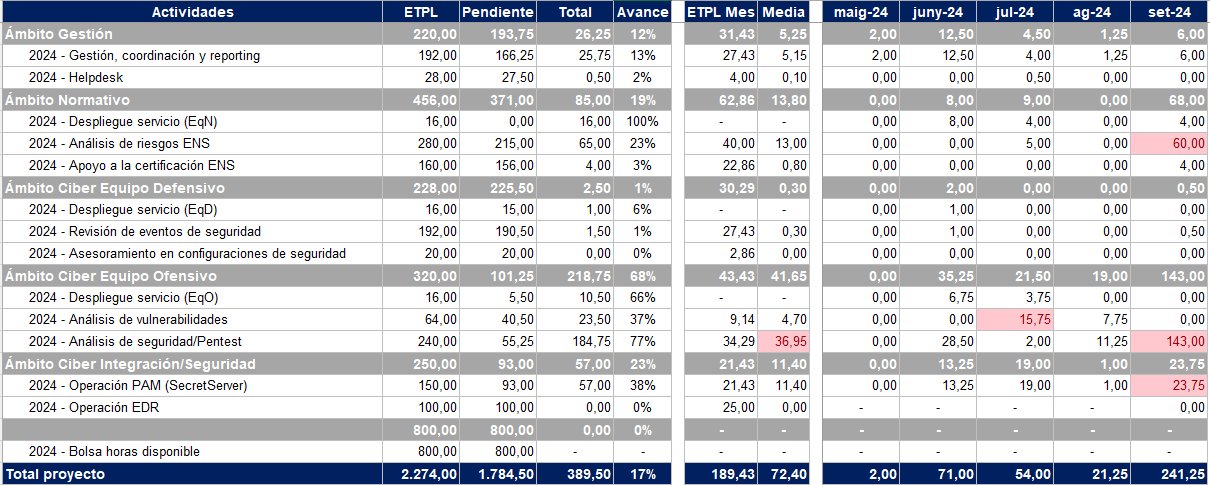 Actividades ETPL Pendiente Total Avance ETPL Mes Media maig-24 juny-24 jul-24 ag-24 set-24
Ámbito Gestión 220,00 193,75 26,25 12% 31,43 5,25 2,00 12,50 4,50 1,25 6,00
2024 - Gestión, coordinación y reporting 192,00 166,25 25,75 13% 27,43 5,15 2,00 12,50 4,00 1,25 6,00
2024 - Helpdesk 28,00 27,50 0,50 2% 4,00 0,10 0,00 0,00 0,50 0,00 0,00
Ámbito Normativo 456,00 371,00 85,00 19% 62,86 13,80 0,00 8,00 9,00 0,00 68,00
2024 - Despliegue servicio (EqN) 16,00 0,00 16,00 100% - - 0,00 8,00 4,00 0,00 4,00
2024 - Análisis de riesgos ENS 280,00 215,00 65,00 23% 40,00 13,00 0,00 0,00 5,00 0,00 60,00
2024 - Apoyo a la certificación ENS 160,00 156,00 4,00 3% 22,86 0,80 0,00 0,00 0,00 0,00 4,00
Ámbito Ciber Equipo Defensivo 228,00 225,50 2,50 1% 30,29 0,30 0,00 2,00 0,00 0,00 0,50
2024 - Despliegue servicio (EqD) 16,00 15,00 1,00 6% - - 0,00 1,00 0,00 0,00 0,00
2024 - Revisión de eventos de seguridad 192,00 190,50 1,50 1% 27,43 0,30 0,00 1,00 0,00 0,00 0,50
2024 - Asesoramiento en configuraciones de seguridad 20,00 20,00 0,00 0% 2,86 0,00 0,00 0,00 0,00 0,00 0,00
Ámbito Ciber Equipo Ofensivo 320,00 101,25 218,75 68% 43,43 41,65 0,00 35,25 21,50 19,00 143,00
2024 - Despliegue servicio (EqO) 16,00 5,50 10,50 66% - - 0,00 6,75 3,75 0,00 0,00
2024 - Análisis de vulnerabilidades 64,00 40,50 23,50 37% 9,14 4,70 0,00 0,00 15,75 7,75 0,00
2024 - Análisis de seguridad/Pentest 240,00 55,25 184,75 77% 34,29 36,95 0,00 28,50 2,00 11,25 143,00
Ámbito Ciber Integración/Seguridad 250,00 93,00 57,00 23% 21,43 11,40 0,00 13,25 19,00 1,00 23,75
2024 - Operación PAM (SecretServer) 150,00 93,00 57,00 38% 21,43 11,40 0,00 13,25 19,00 1,00 23,75
2024 - Operación EDR 100,00 100,00 0,00 0% 25,00 0,00 - - - - 0,00
800,00 800,00 0,00 0% - - - - - - -
2024 - Bolsa horas disponible 800,00 800,00 - - - - - - - - -
Total proyecto 2.274,00 1.784,50 389,50 17% 189,43 72,40 2,00 71,00 54,00 21,25 241,25